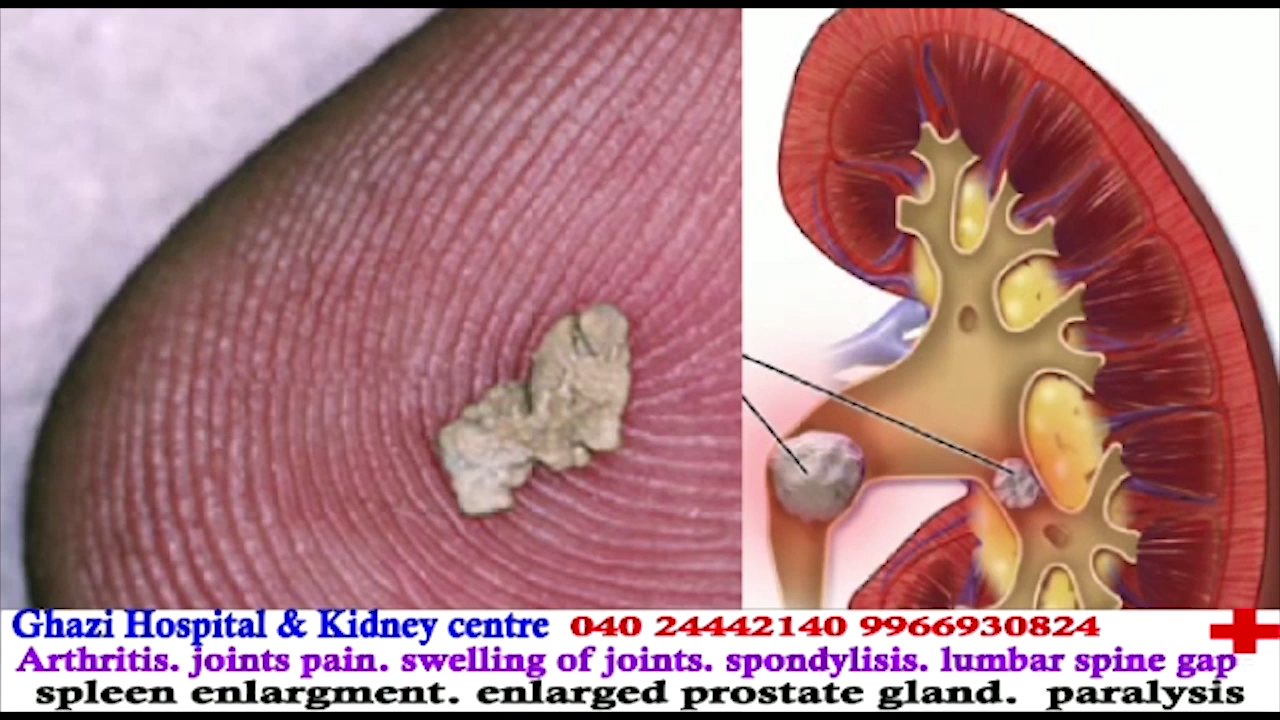 Ghazi Hospital & Kidney centre 040 24442140 9966930824
Arthritis. joints pain. swelling of joints. spondylisis. lumbar spine gap
spleen enlargment. enlarged prostate gland. paralysis